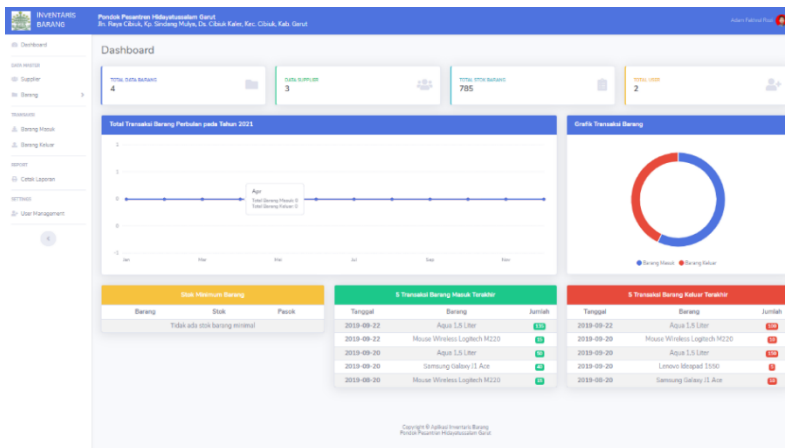 INVENTARIS
BARANG
Pondok Pesantren Hidayatussalam Garut
Jln. Raya Cibiuk, Kp. Sindang Mulya, Ds. Cibiuk Kaler, Kec. Cibiuk, Kab. Garut
Dashboard
Supplier
Barang
TRANSAKSI
Barang Masuk
Barang Keluar
REPORT
Cetak Laporan
SETTINGS
User Management
Dashboard
TOTAL DATA BARANG
4
DATA SUPPLIER
3
TOTAL STOK BARANG
785
TOTAL USER
2
Total Transaksi Barang Perbulan pada Tahun 2021
1
1
0
0
-1
Apr
Total Barang Masuk: 0
Total Barang Keluar: 0
Jan Mar Mei Jul Sep Nov
Grafik Transaksi Barang
Barang Masuk Barang Keluar
Stok Minimum Barang
Barang Stok Pasok
Tidak ada stok barang minimal
5 Transaksi Barang Masuk Terakhir
Tanggal Barang Jumlah
2019-09-22 Aqua 1,5 Liter
2019-09-22 Mouse Wireless Logitech M220
2019-09-20 Aqua 1,5 Liter
2019-09-20 Samsung Galaxy J1 Ace
2019-09-20 Mouse Wireless Logitech M220
5 Transaksi Barang Keluar Terakhir
Tanggal Barang Jumlah
2019-09-22 Aqua 1,5 Liter
2019-09-20 Mouse Wireless Logitech M220
2019-09-20 Aqua 1,5 Liter
2019-09-20 Lenovo Ideapad 1550
2019-09-20 Samsung Galaxy J1 Ace
Copyright © Aplikasi Inventaris Barang
Pondok Pesantren Hidayatussalam Garut